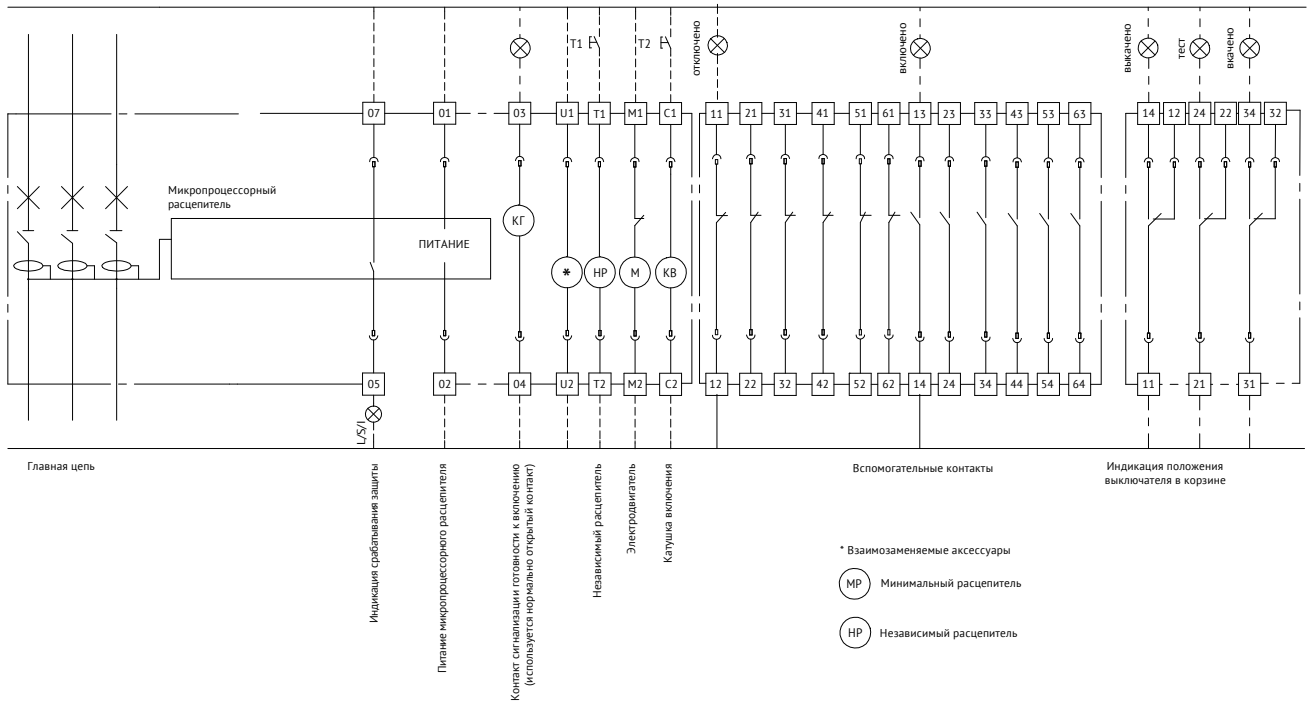 T1
T2
отключено
включено
выкачено
тест
вкачено
07
01
03
U1
T1
M1
C1
11
21
31
41
51
61
13
23
33
43
53
63
14
12
24
22
34
32
Микропроцессорный
расцепитель
ПИТАНИЕ
КГ
*
НР
М
КВ
05
02
04
U2
T2
M2
C2
12
22
32
42
52
62
14
24
34
44
54
64
11
21
31
L/S/I
Главная цепь
Индикация срабатывания защиты
Питание микропроцессорного расцепителя
Контакт сигнализации готовности к включению
(используется нормально открытый контакт)
Независимый расцепитель
Электродвигатель
Катушка включения
Вспомогательные контакты
Индикация положения
выключателя в корзине
* Взаимозаменяемые аксессуары
МР Минимальный расцепитель
НР Независимый расцепитель